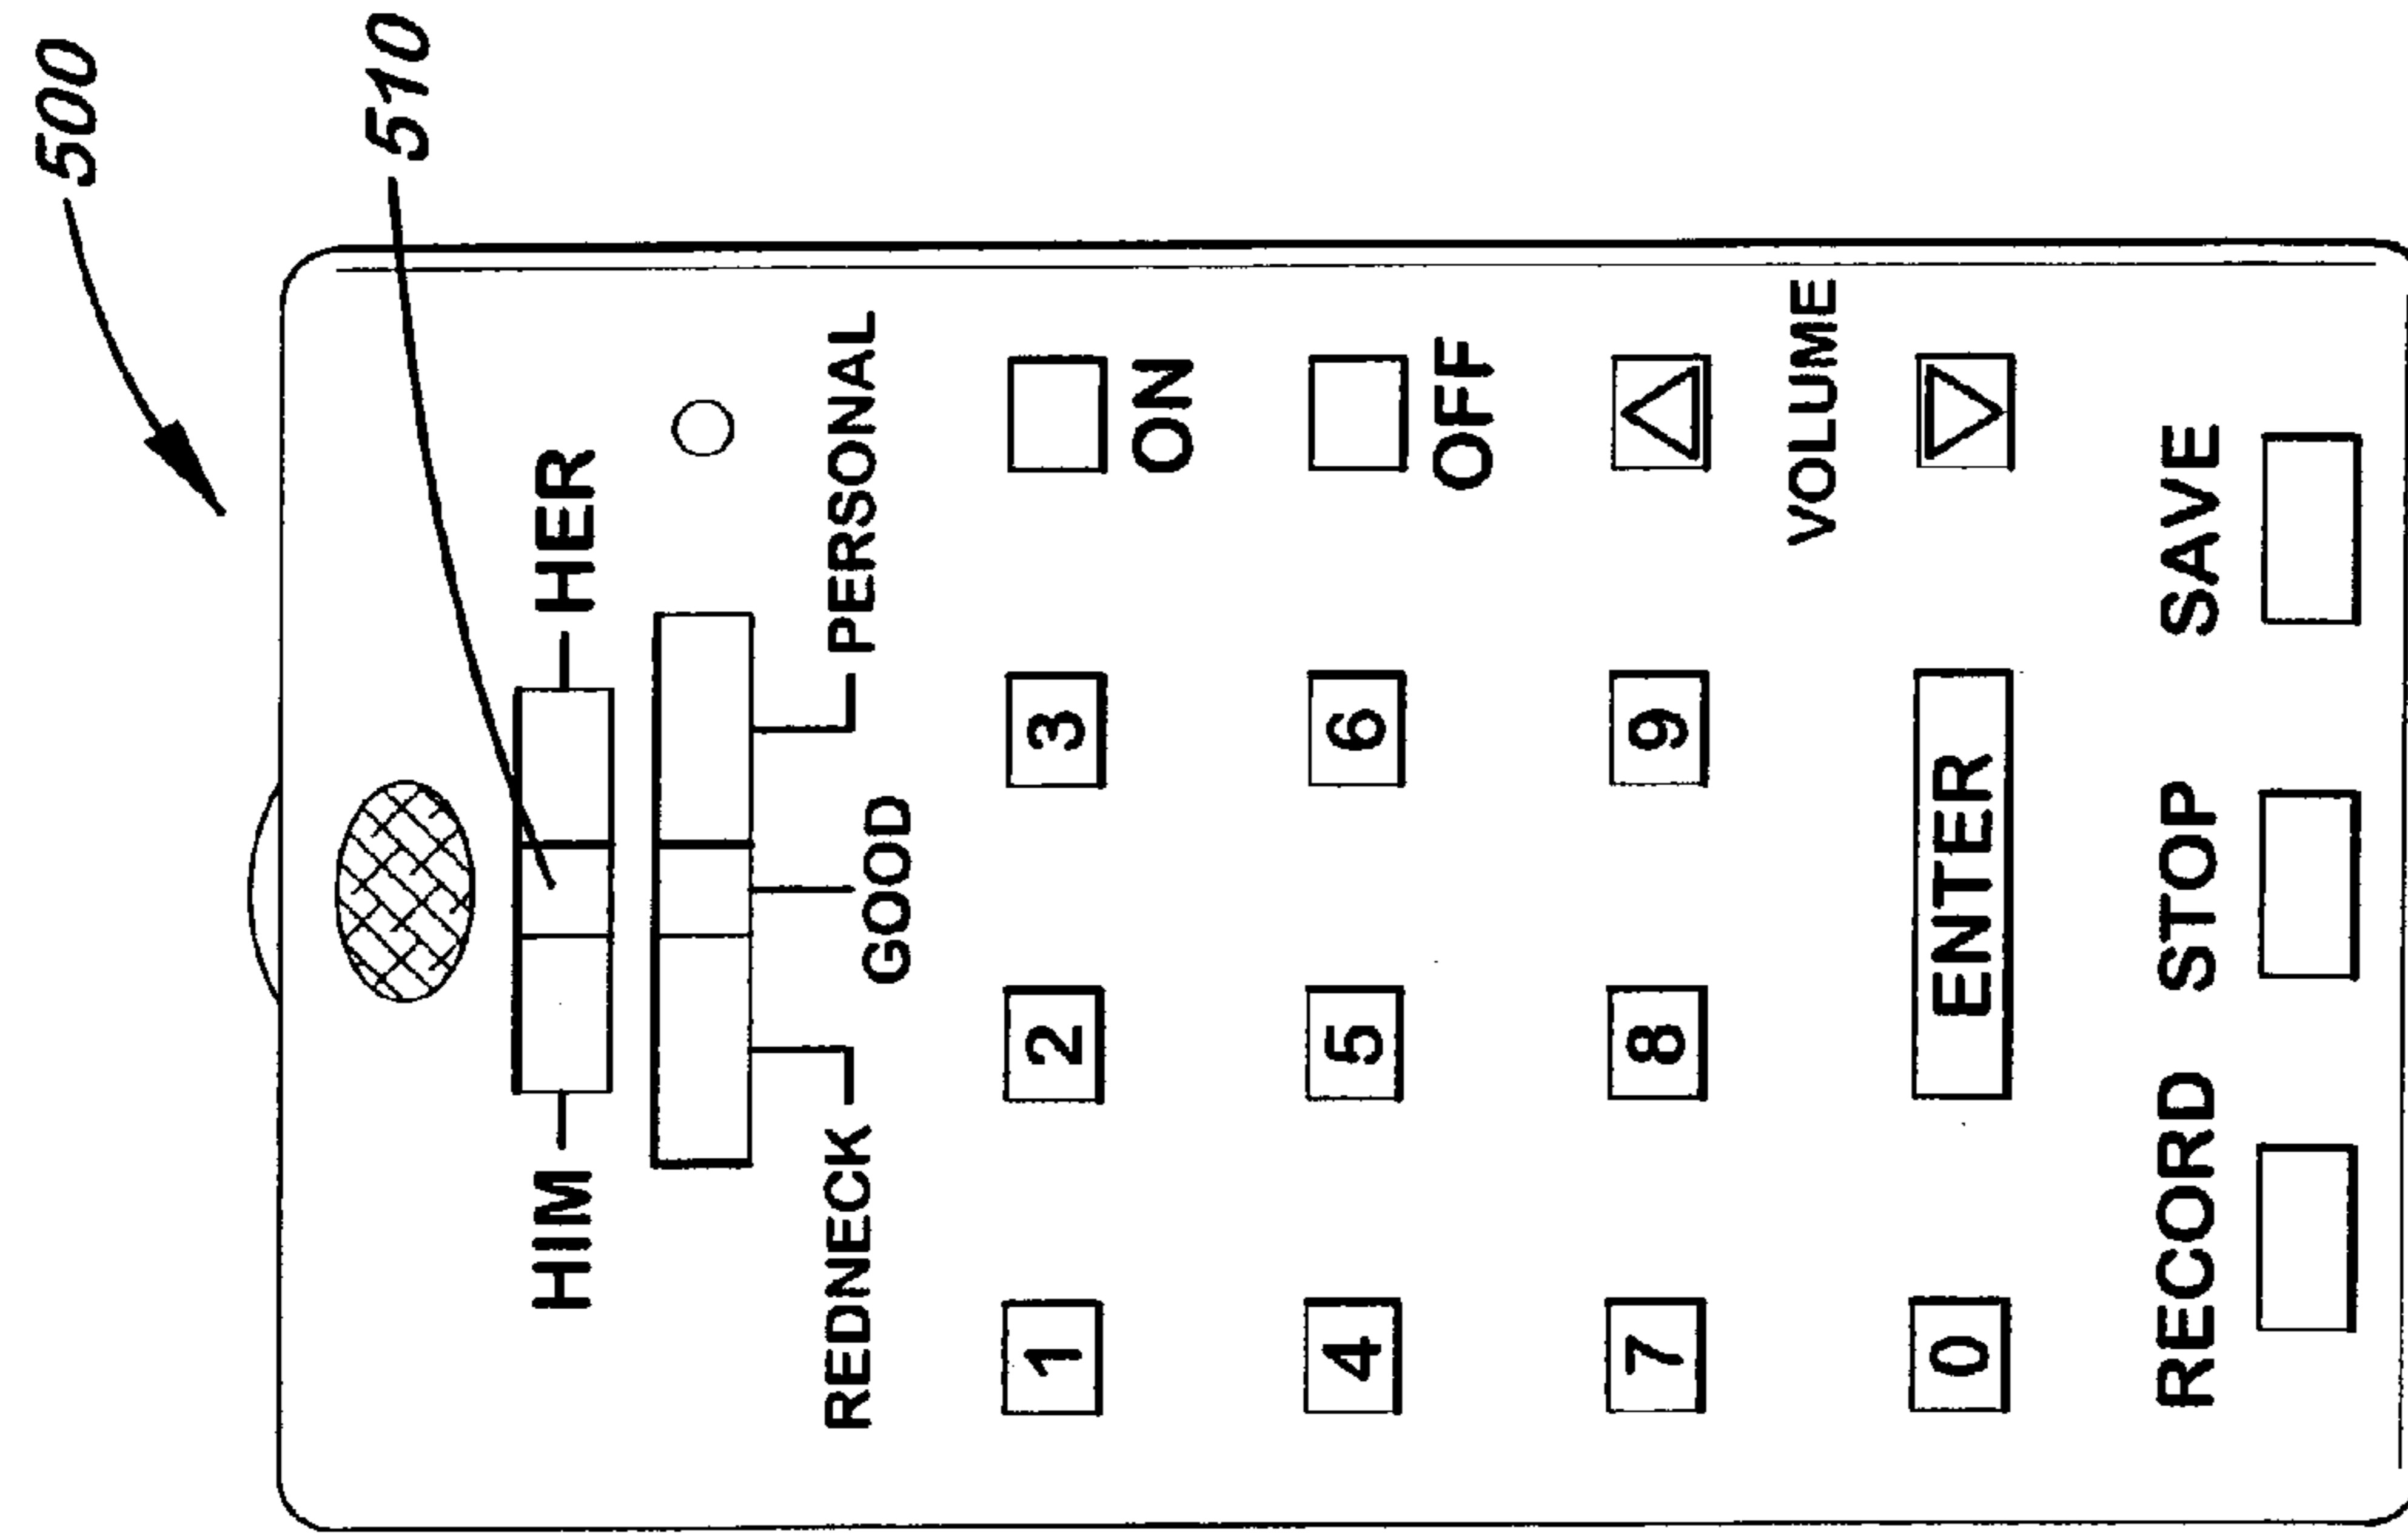 500
510
HIM HER
REDNECK GOOD PERSONAL
1 2 3
ON
4 5 6
OFF
7 8 9
VOLUME
0 ENTER
RECORD STOP SAVE